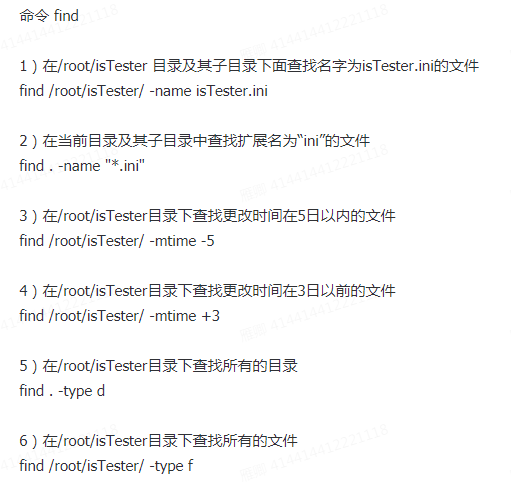 命令 find
1）在/root/isTester 目录及其子目录下面查找名字为isTester.ini的文件
find /root/isTester/ -name isTester.ini
2）在当前目录及其子目录中查找扩展名为“ini”的文件
find . -name "*.ini"
3）在/root/isTester目录下查找更改时间在5日以内的文件
find /root/isTester/ -mtime -5
4）在/root/isTester目录下查找更改时间在3日以前的文件
find /root/isTester/ -mtime +3
5）在/root/isTester目录下查找所有的目录
find . -type d
6）在/root/isTester目录下查找所有的文件
find /root/isTester/ -type f